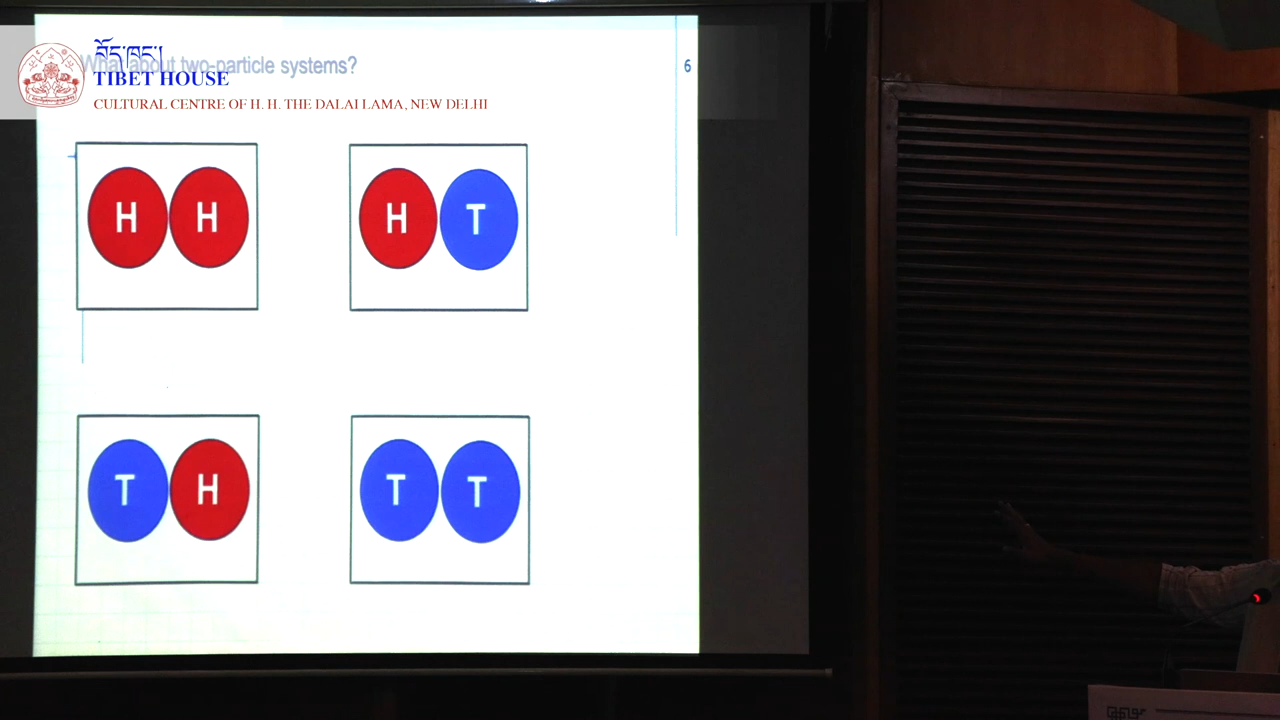 བོད་ཁང་།
What about two-particle systems?
6
TIBET HOUSE
CULTURAL CENTRE OF H. H. THE DALAI LAMA, NEW DELHI
H H
H T
T H
T T